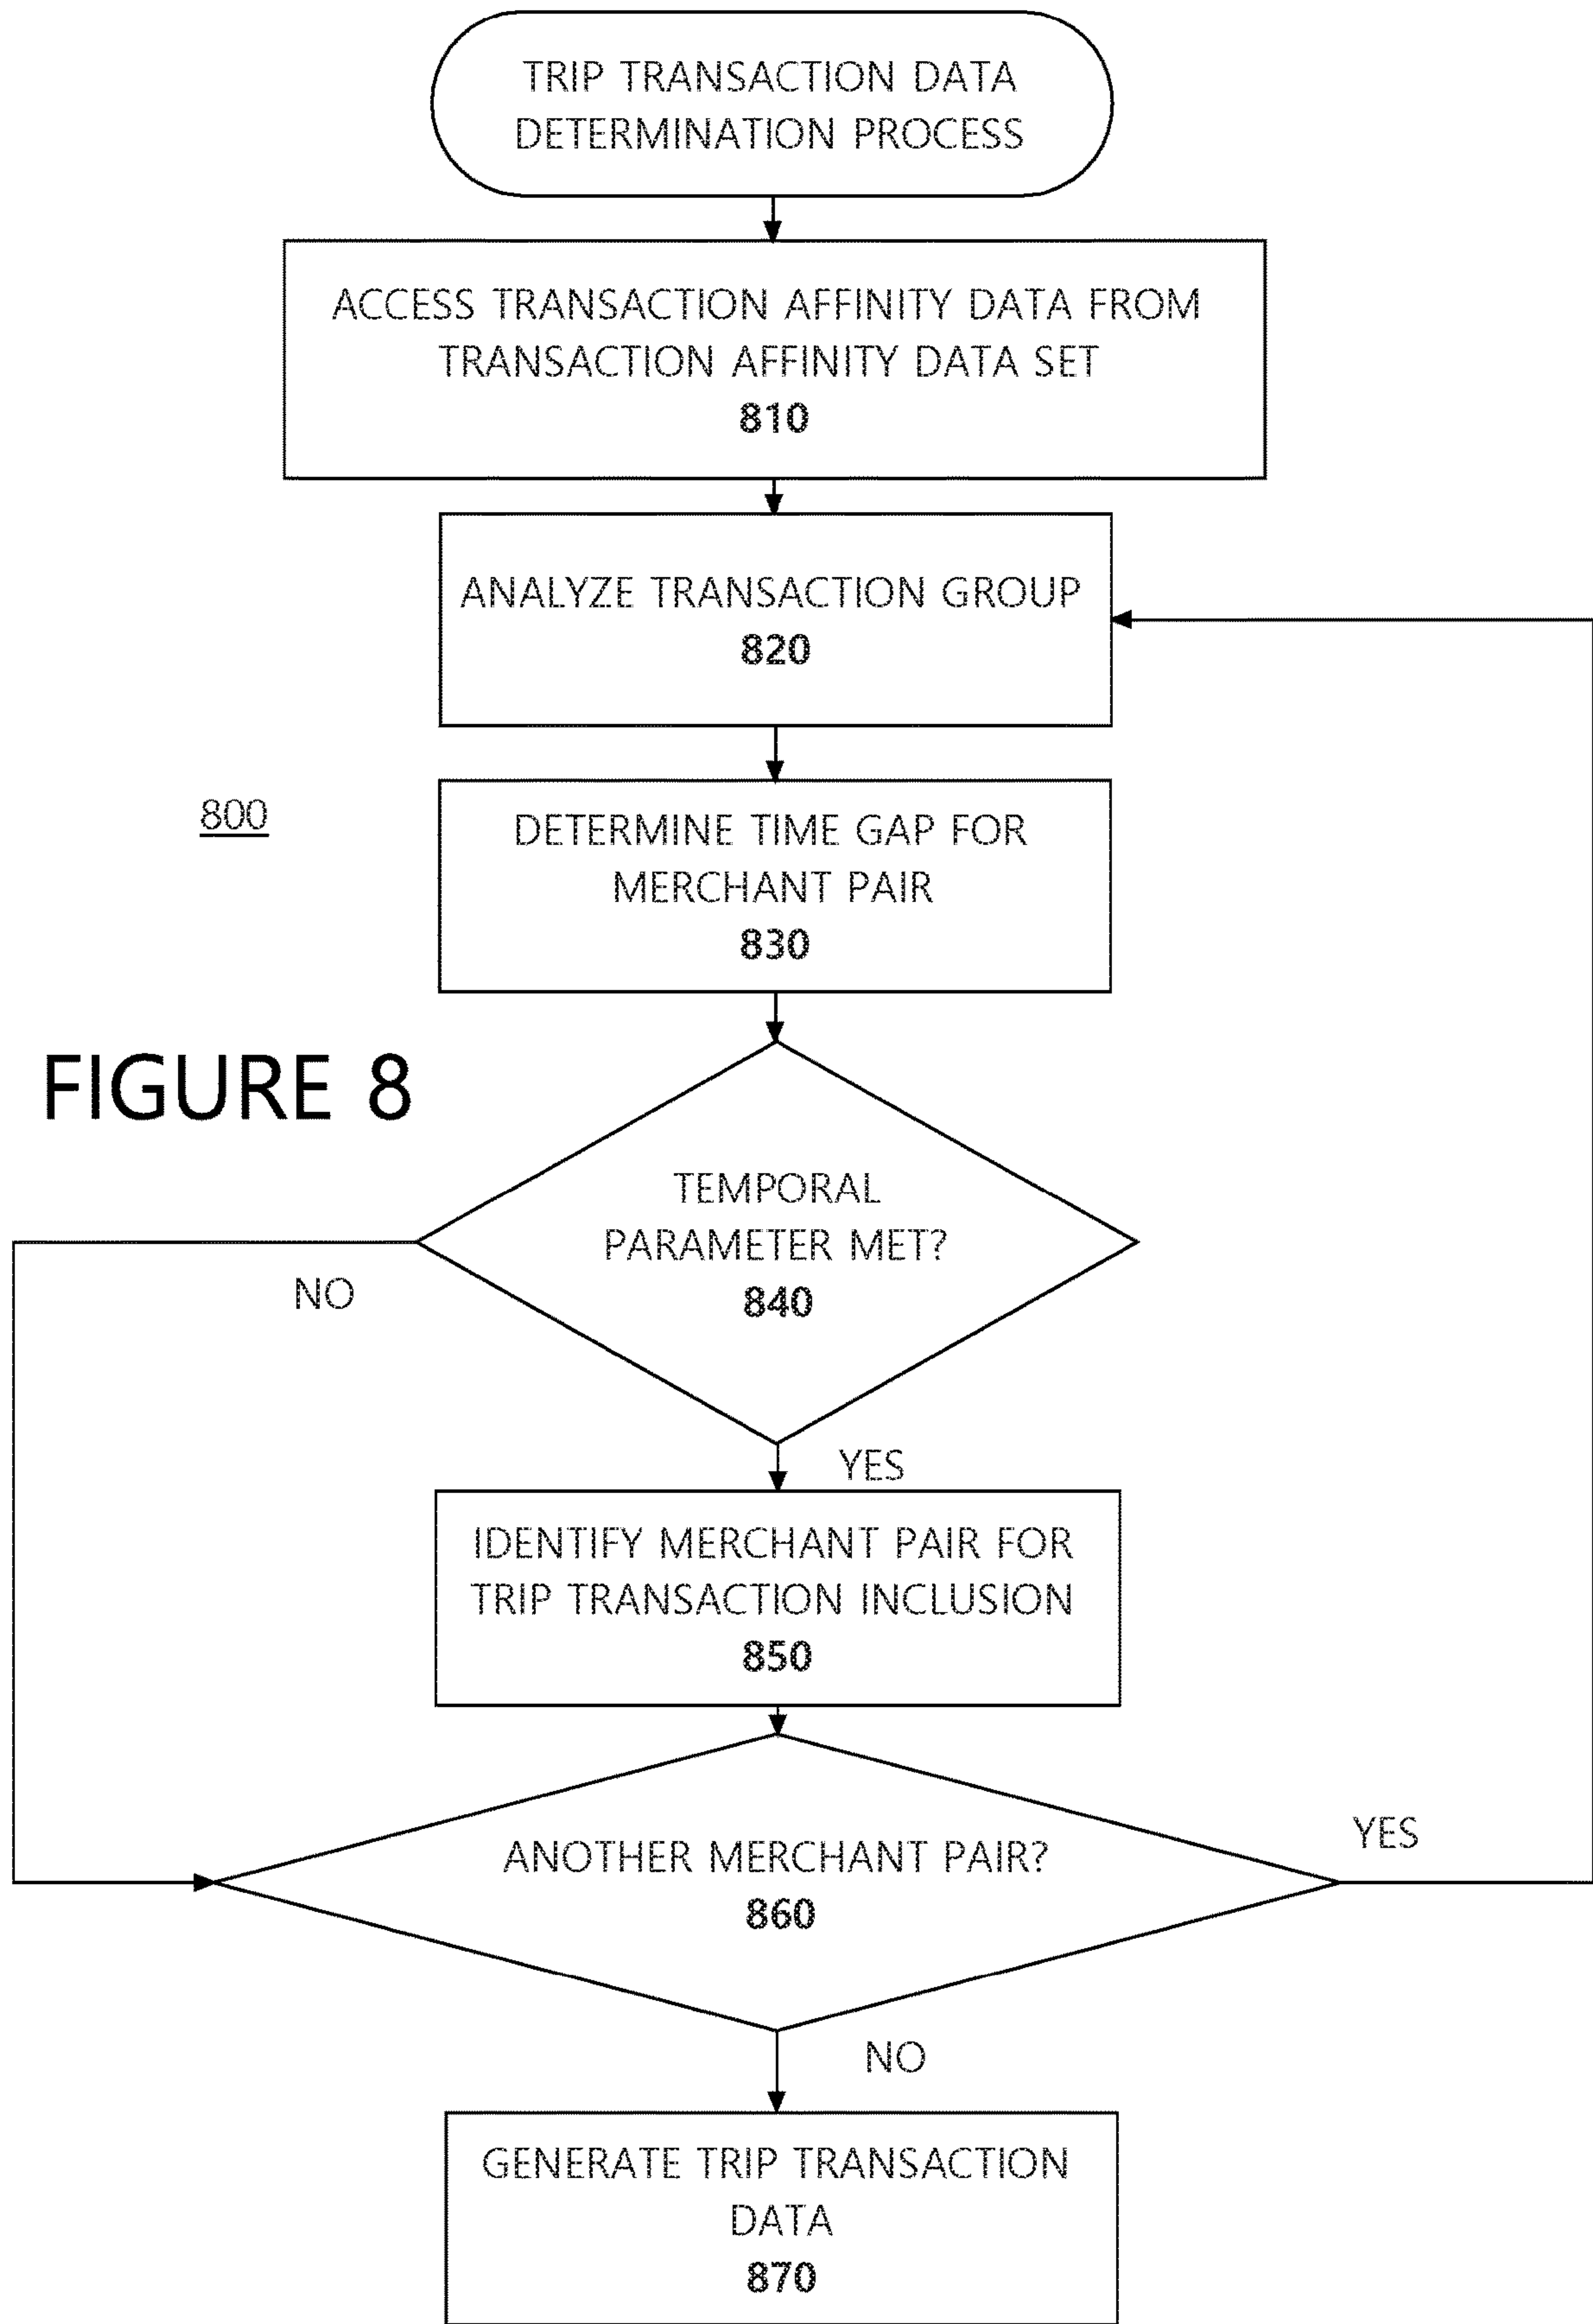 TRIP TRANSACTION DATA
DETERMINATION PROCESS
ACCESS TRANSACTION AFFINITY DATA FROM
TRANSACTION AFFINITY DATA SET
810
ANALYZE TRANSACTION GROUP
820
800
DETERMINE TIME GAP FOR
MERCHANT PAIR
830
FIGURE 8
TEMPORAL
PARAMETER MET?
840
NO
YES
IDENTIFY MERCHANT PAIR FOR
TRIP TRANSACTION INCLUSION
850
ANOTHER MERCHANT PAIR?
860
YES
NO
GENERATE TRIP TRANSACTION
DATA
870